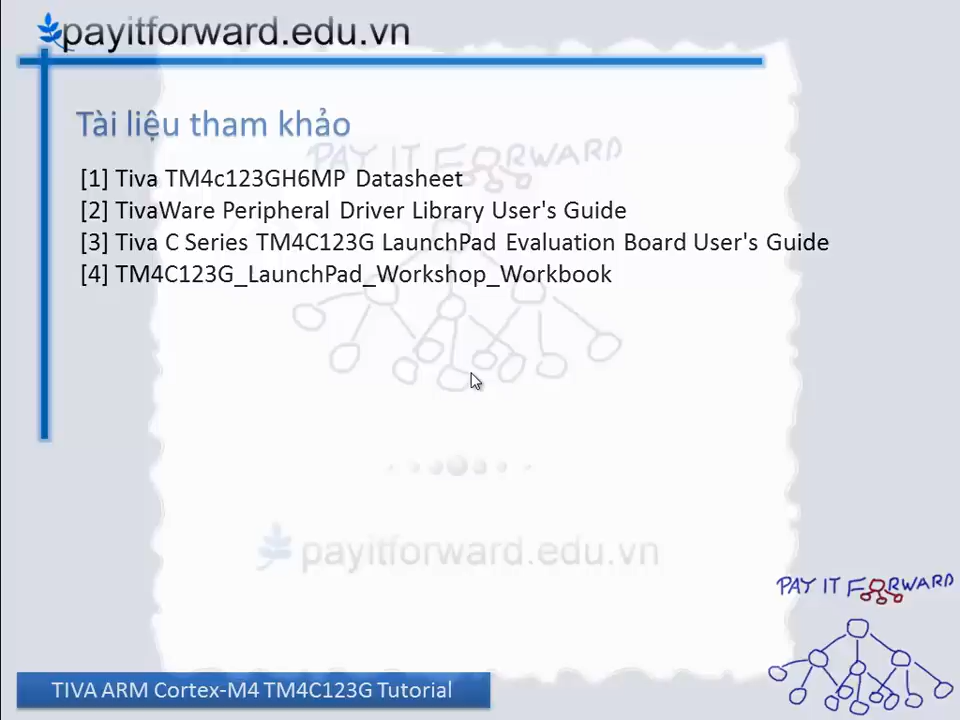 payitforward.edu.vn
Tài liệu tham khảo
PAY IT FORWARD
[1] Tiva TM4c123GH6MP Datasheet
[2] TivaWare Peripheral Driver Library User's Guide
[3] Tiva C Series TM4C123G LaunchPad Evaluation Board User's Guide
[4] TM4C123G_LaunchPad_Workshop_Workbook
payitforward.edu.vn
PAY IT FORWARD
TIVA ARM Cortex-M4 TM4C123G Tutorial